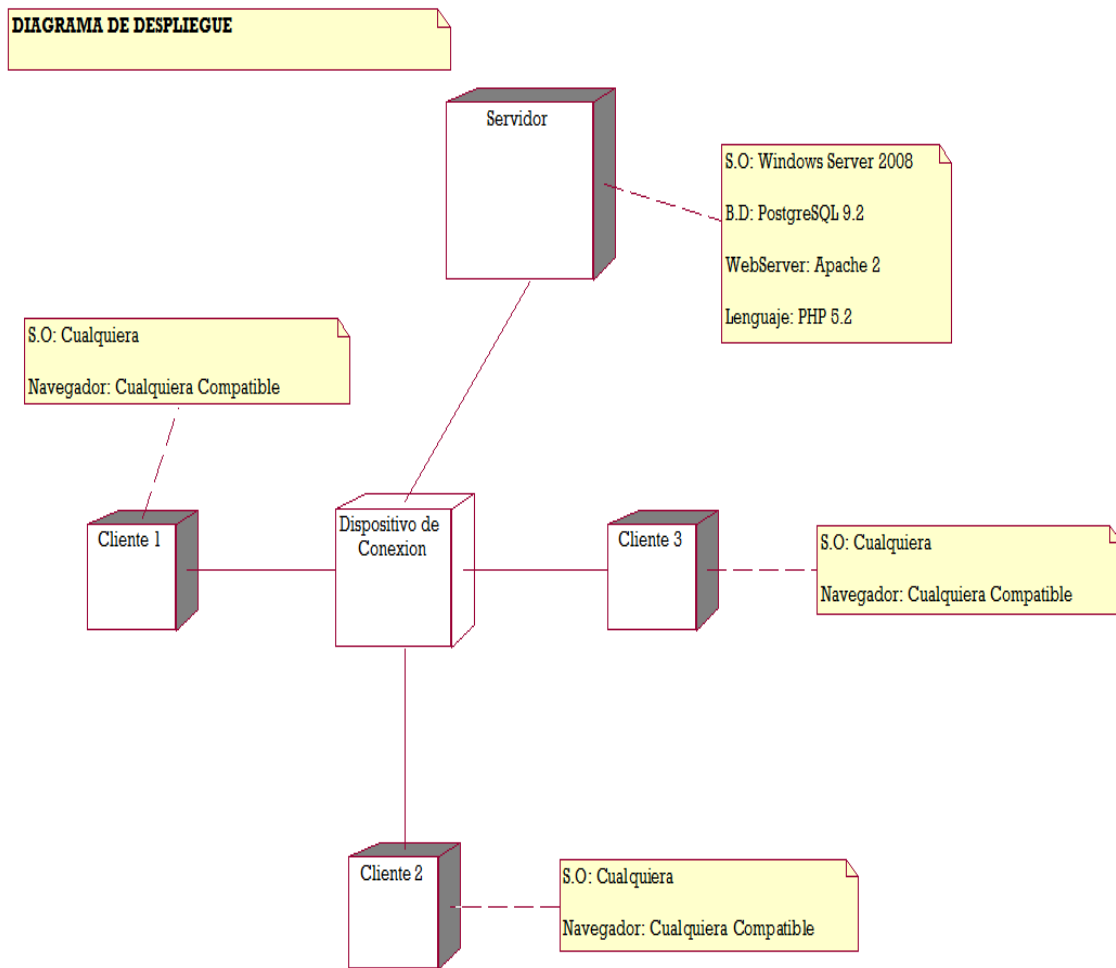 DIAGRAMA DE DESPLIEGUE
Servidor
S.O: Windows Server 2008
B.D: PostgreSQL 9.2
WebServer: Apache 2
Lenguaje: PHP 5.2
S.O: Cualquiera
Navegador: Cualquiera Compatible
Cliente 1
Dispositivo de
Conexion
Cliente 3
S.O: Cualquiera
Navegador: Cualquiera Compatible
Cliente 2
S.O: Cualquiera
Navegador: Cualquiera Compatible